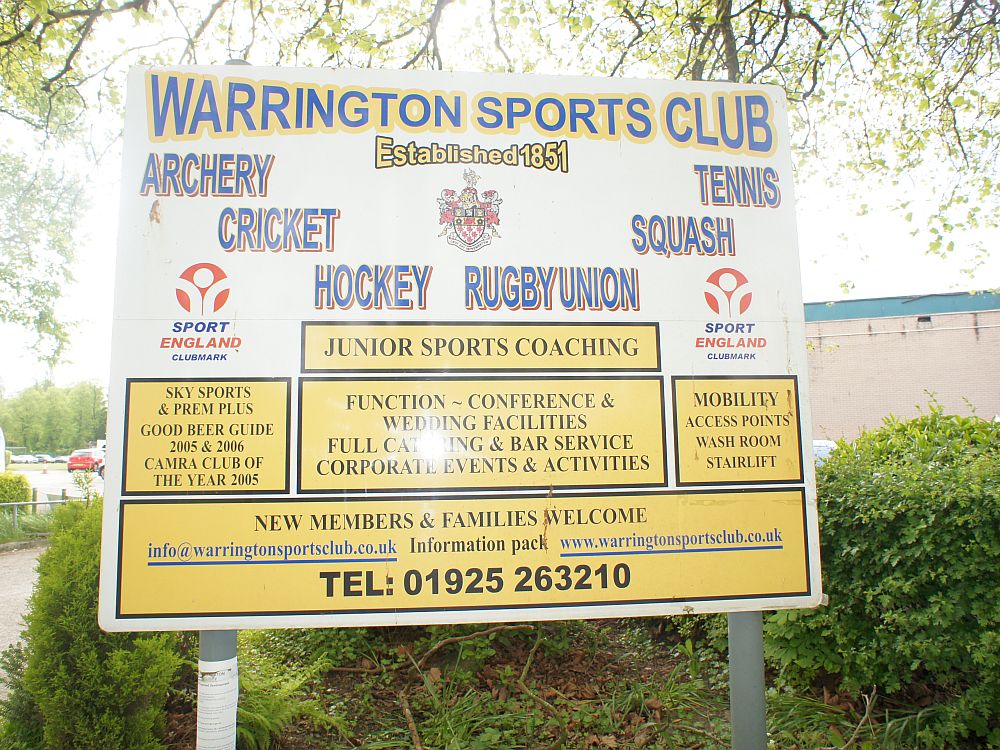 WARRINGTON SPORTS CLUB
Established 1851
ARCHERY
TENNIS
CRICKET
SQUASH
HOCKEY
RUGBY UNION
SPORT
ENGLAND
CLUBMARK
SPORT
ENGLAND
CLUBMARK
JUNIOR SPORTS COACHING
SKY SPORTS
& PREM PLUS
GOOD BEER GUIDE
2005 & 2006
CAMRA CLUB OF
THE YEAR 2005
FUNCTION ~ CONFERENCE &
WEDDING FACILITIES
FULL CATERING & BAR SERVICE
CORPORATE EVENTS & ACTIVITIES
MOBILITY
ACCESS POINTS
WASH ROOM
STAIRLIFT
NEW MEMBERS & FAMILIES WELCOME
info@warringtonsportsclub.co.uk Information pack www.warringtonsportsclub.co.uk
TEL: 01925 263210